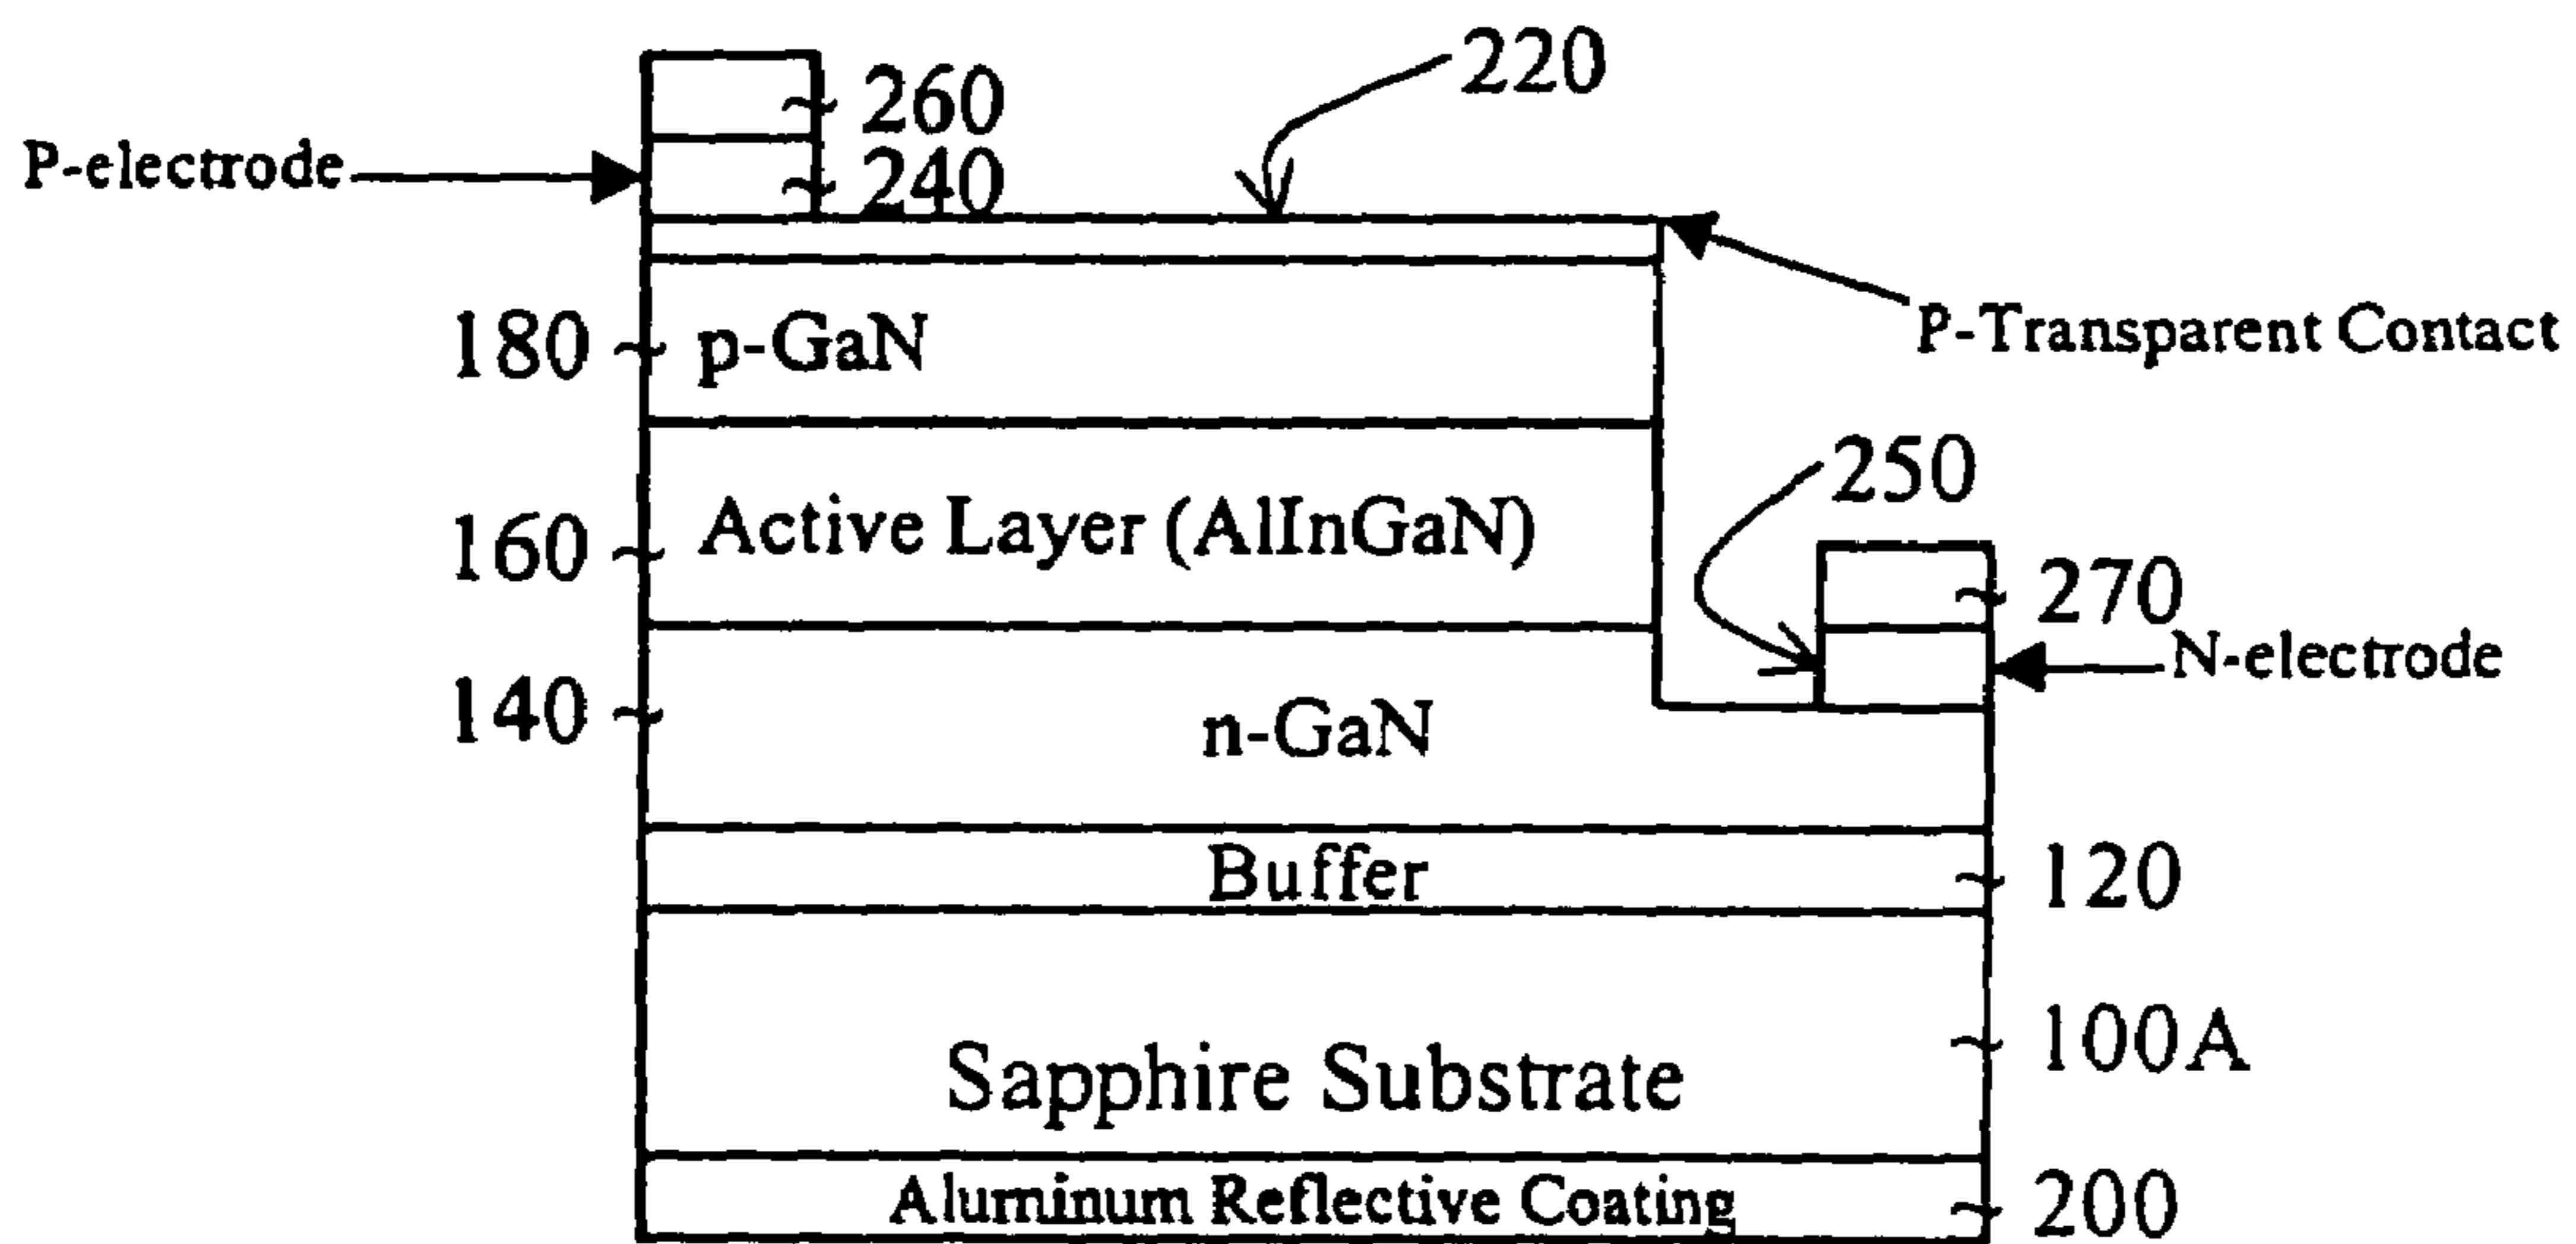 220
260
P-electrode
240
180
p-GaN
P-Transparent Contact
250
160
Active Layer (AlInGaN)
270
N-electrode
140
n-GaN
Buffer
120
100A
Sapphire Substrate
Aluminum Reflective Coating
200